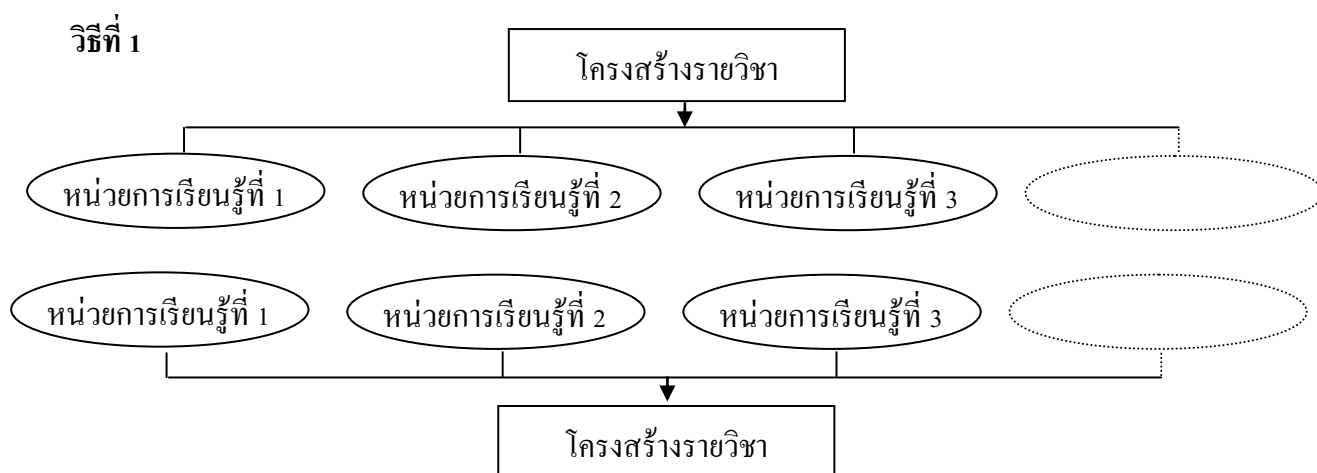 วิธีที่ 1
โครงสร้างรายวิชา
หน่วยการเรียนรู้ที่ 1 หน่วยการเรียนรู้ที่ 2 หน่วยการเรียนรู้ที่ 3
หน่วยการเรียนรู้ที่ 1 หน่วยการเรียนรู้ที่ 2 หน่วยการเรียนรู้ที่ 3
โครงสร้างรายวิชา